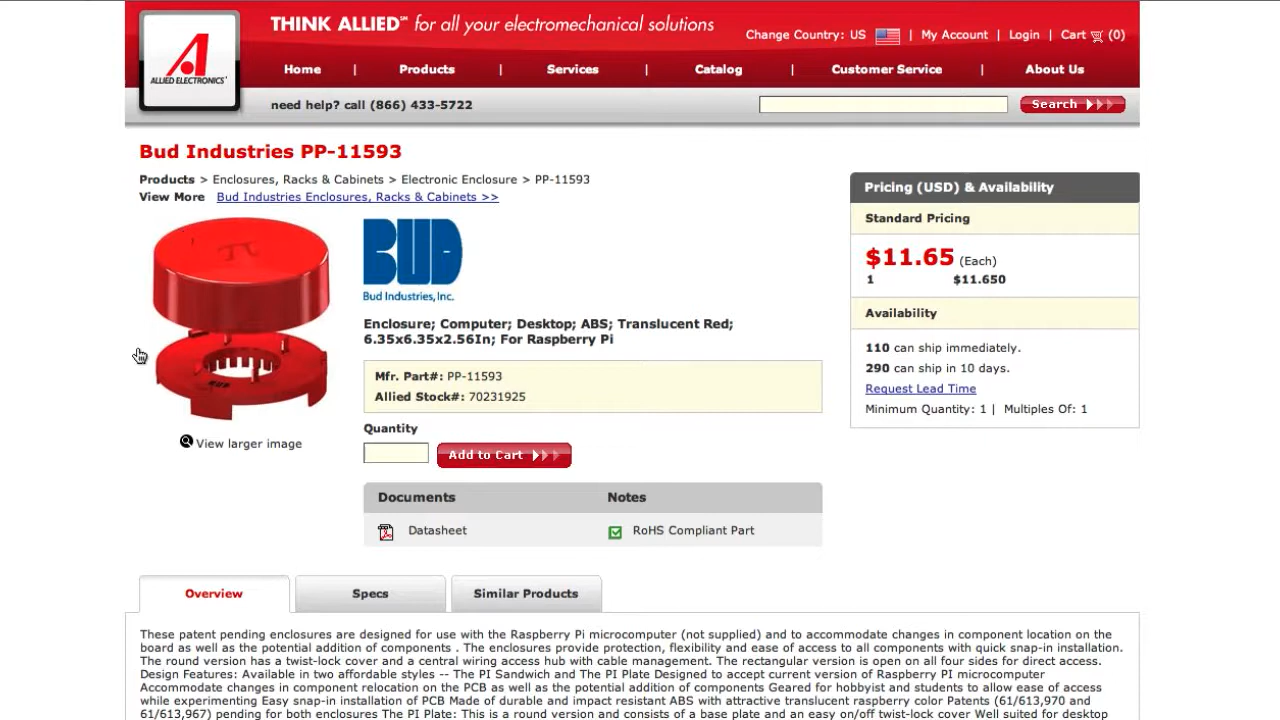 THINK ALLIED℠ for all your electromechanical solutions
Change Country: US | My Account | Login | Cart (0)
ALLIED ELECTRONICS
Home | Products | Services | Catalog | Customer Service | About Us
need help? call (866) 433-5722
Search
Bud Industries PP-11593
Products > Enclosures, Racks & Cabinets > Electronic Enclosure > PP-11593
View More Bud Industries Enclosures, Racks & Cabinets >>
Pricing (USD) & Availability
Standard Pricing
$11.65 (Each)
1 $11.650
Availability
110 can ship immediately.
290 can ship in 10 days.
Request Lead Time
Minimum Quantity: 1 | Multiples Of: 1
π
BUD
BUD
Bud Industries, Inc.
Enclosure; Computer; Desktop; ABS; Translucent Red;
6.35x6.35x2.56In; For Raspberry Pi
Mfr. Part#: PP-11593
Allied Stock#: 70231925
View larger image
Quantity
Add to Cart
Documents Notes
Datasheet RoHS Compliant Part
Overview Specs Similar Products
These patent pending enclosures are designed for use with the Raspberry Pi microcomputer (not supplied) and to accommodate changes in component location on the
board as well as the potential addition of components . The enclosures provide protection, flexibility and ease of access to all components with quick snap-in installation.
The round version has a twist-lock cover and a central wiring access hub with cable management. The rectangular version is open on all four sides for direct access.
Design Features: Available in two affordable styles -- The PI Sandwich and The PI Plate Designed to accept current version of Raspberry PI microcomputer
Accommodate changes in component relocation on the PCB as well as the potential addition of components Geared for hobbyist and students to allow ease of access
while experimenting Easy snap-in installation of PCB Made of durable and impact resistant ABS with attractive translucent raspberry color Patents (61/613,970 and
61/613,967) pending for both enclosures The PI Plate: This is a round version and consists of a base plate and an easy on/off twist-lock cover Well suited for desktop